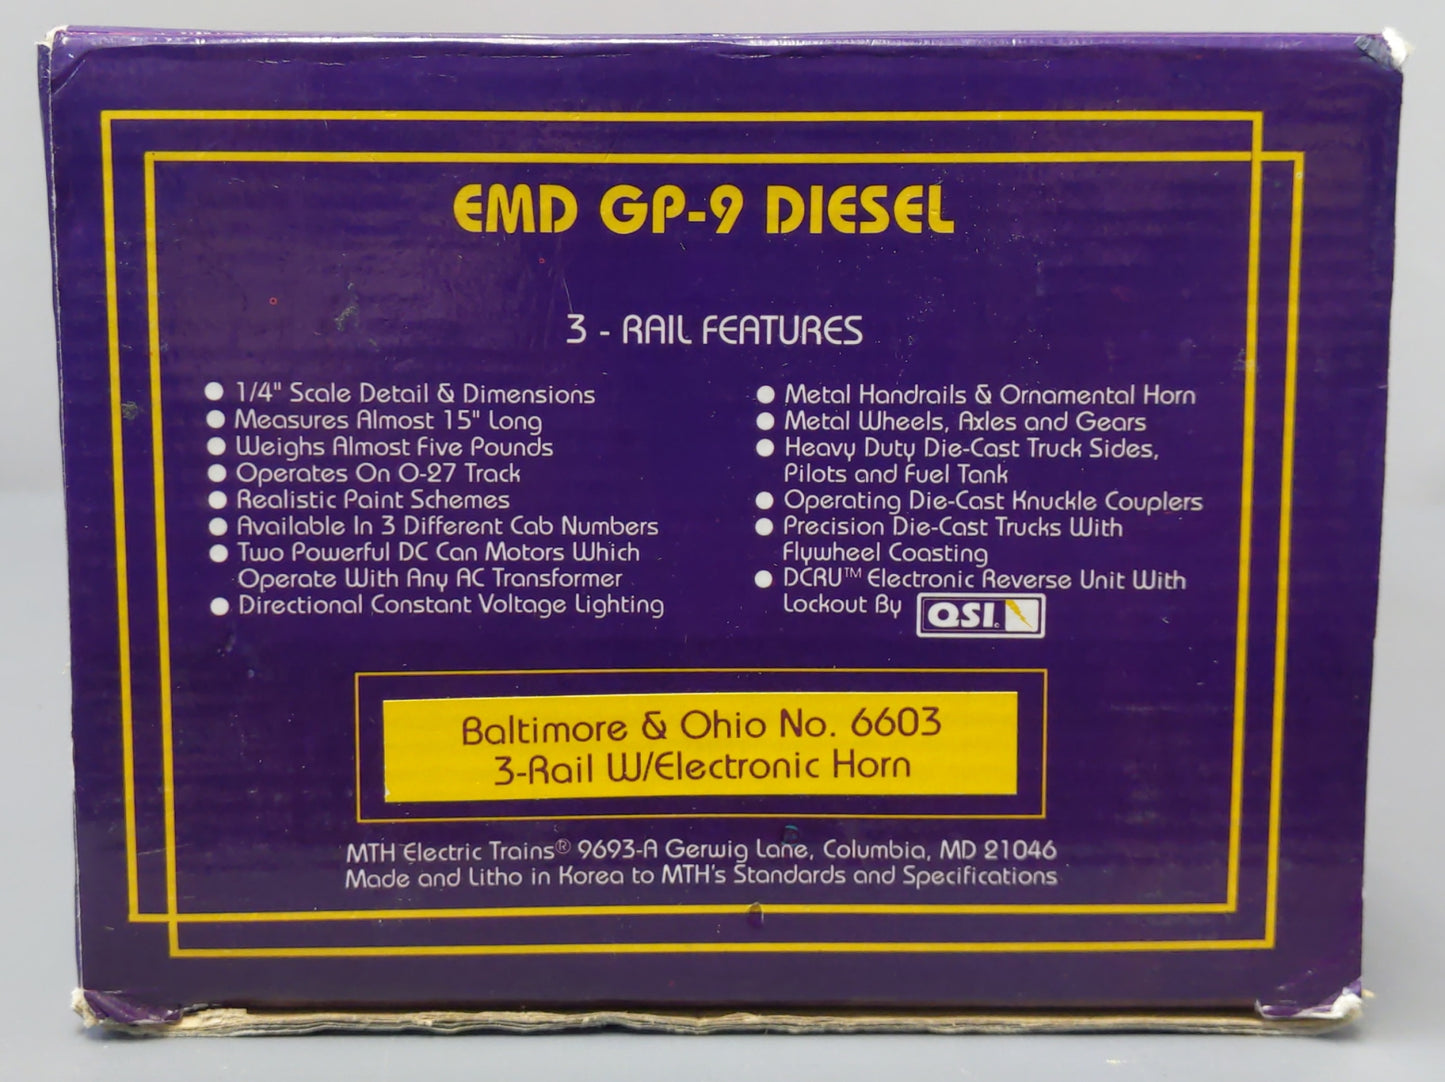 EMD GP-9 DIESEL
3 - RAIL FEATURES
● 1/4" Scale Detail & Dimensions
● Measures Almost 15" Long
● Weighs Almost Five Pounds
● Operates On O-27 Track
● Realistic Paint Schemes
● Available In 3 Different Cab Numbers
● Two Powerful DC Can Motors Which
Operate With Any AC Transformer
● Directional Constant Voltage Lighting
● Metal Handrails & Ornamental Horn
● Metal Wheels, Axles and Gears
● Heavy Duty Die-Cast Truck Sides,
Pilots and Fuel Tank
● Operating Die-Cast Knuckle Couplers
● Precision Die-Cast Trucks With
Flywheel Coasting
● DCRU™ Electronic Reverse Unit With
Lockout By QSI®
Baltimore & Ohio No. 6603
3-Rail W/Electronic Horn
MTH Electric Trains® 9693-A Gerwig Lane, Columbia, MD 21046
Made and Litho in Korea to MTH's Standards and Specifications